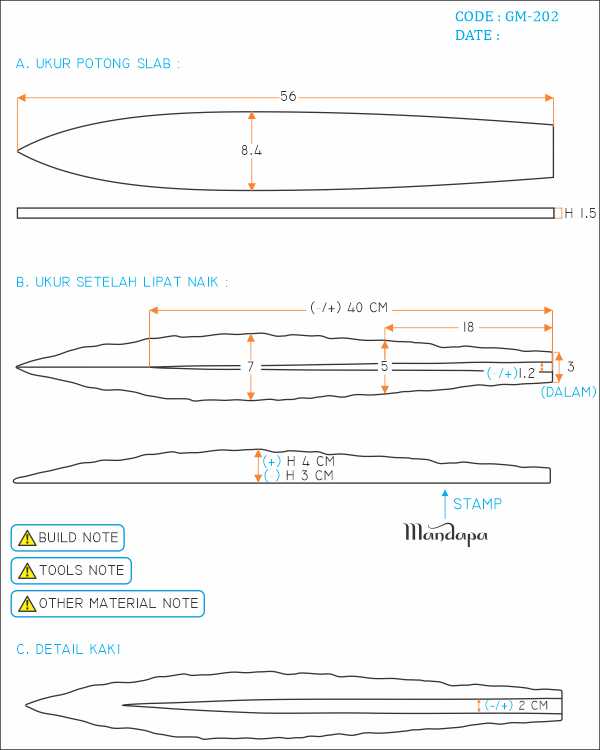 CODE : GM-202
DATE :
A. UKUR POTONG SLAB :
56
8.4
H 1.5
B. UKUR SETELAH LIPAT NAIK :
(-/+) 40 CM
18
7
5
3
(-/+)1.2
(DALAM)
(+) H 4 CM
(-) H 3 CM
STAMP
Mandapa
BUILD NOTE
TOOLS NOTE
OTHER MATERIAL NOTE
C. DETAIL KAKI
(-/+) 2 CM